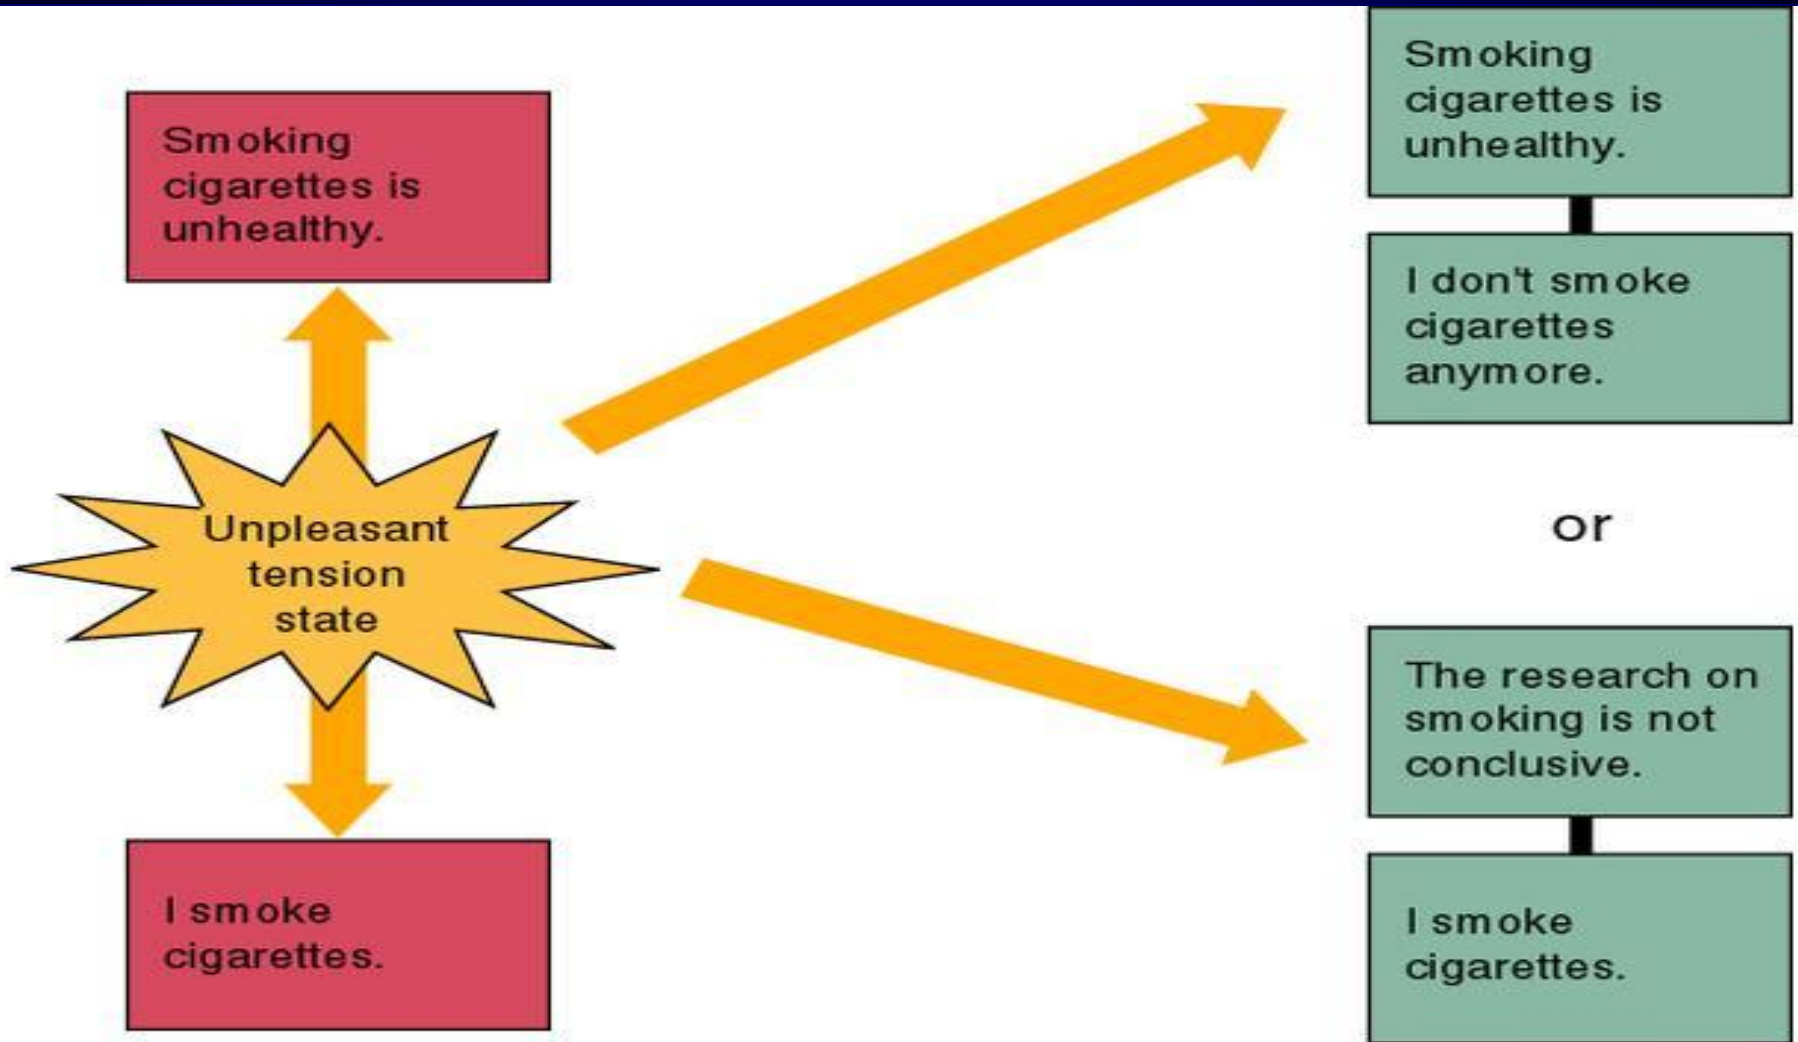 Smoking
cigarettes is
unhealthy.
Unpleasant
tension
state
I smoke
cigarettes.
Smoking
cigarettes is
unhealthy.
I don't smoke
cigarettes
anymore.
or
The research on
smoking is not
conclusive.
I smoke
cigarettes.